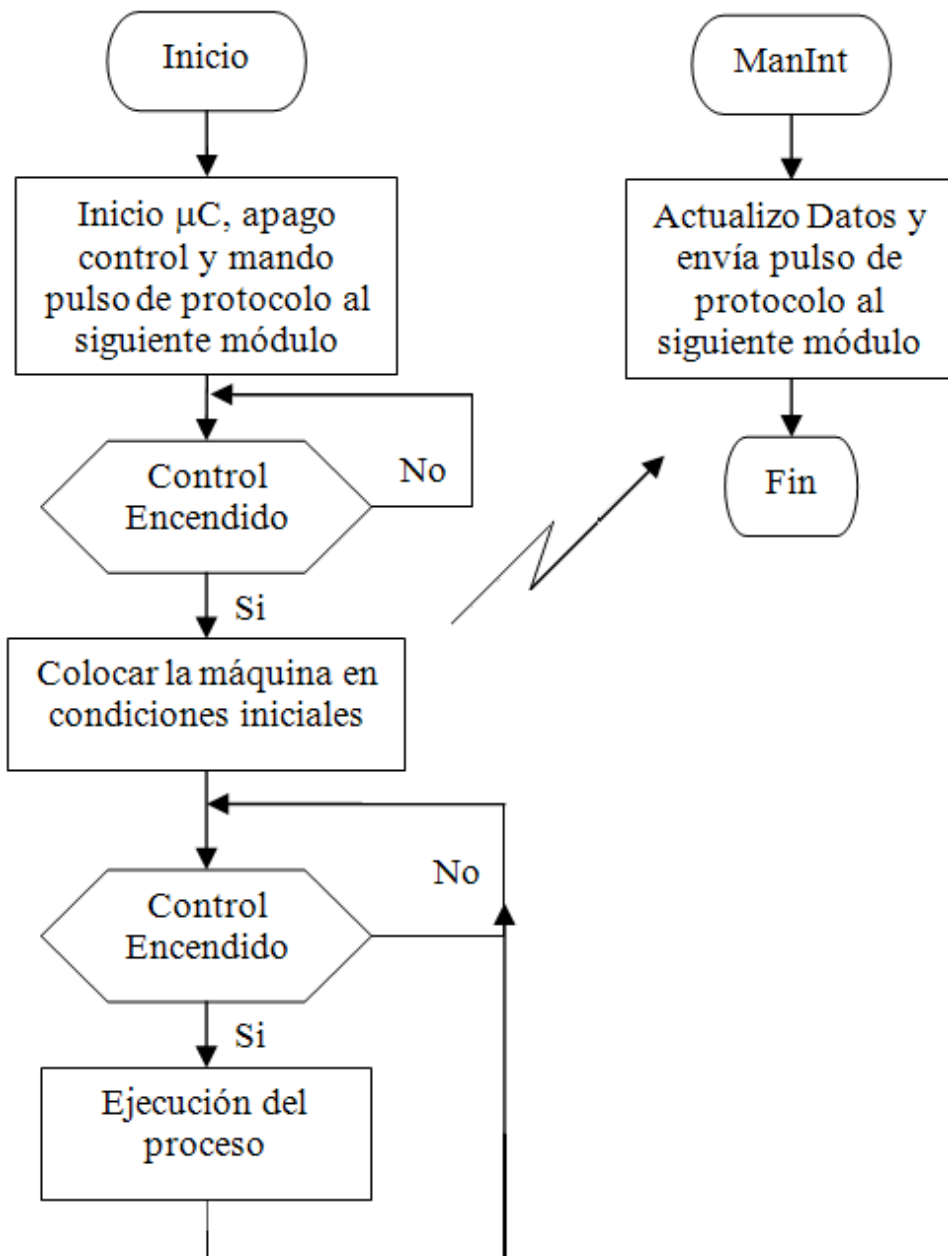 Inicio
Inicio µC, apago
control y mando
pulso de protocolo al
siguiente módulo
Control
Encendido
No
Si
Colocar la máquina en
condiciones iniciales
Control
Encendido
No
Si
Ejecución del
proceso
ManInt
Actualizo Datos y
envía pulso de
protocolo al
siguiente módulo
Fin